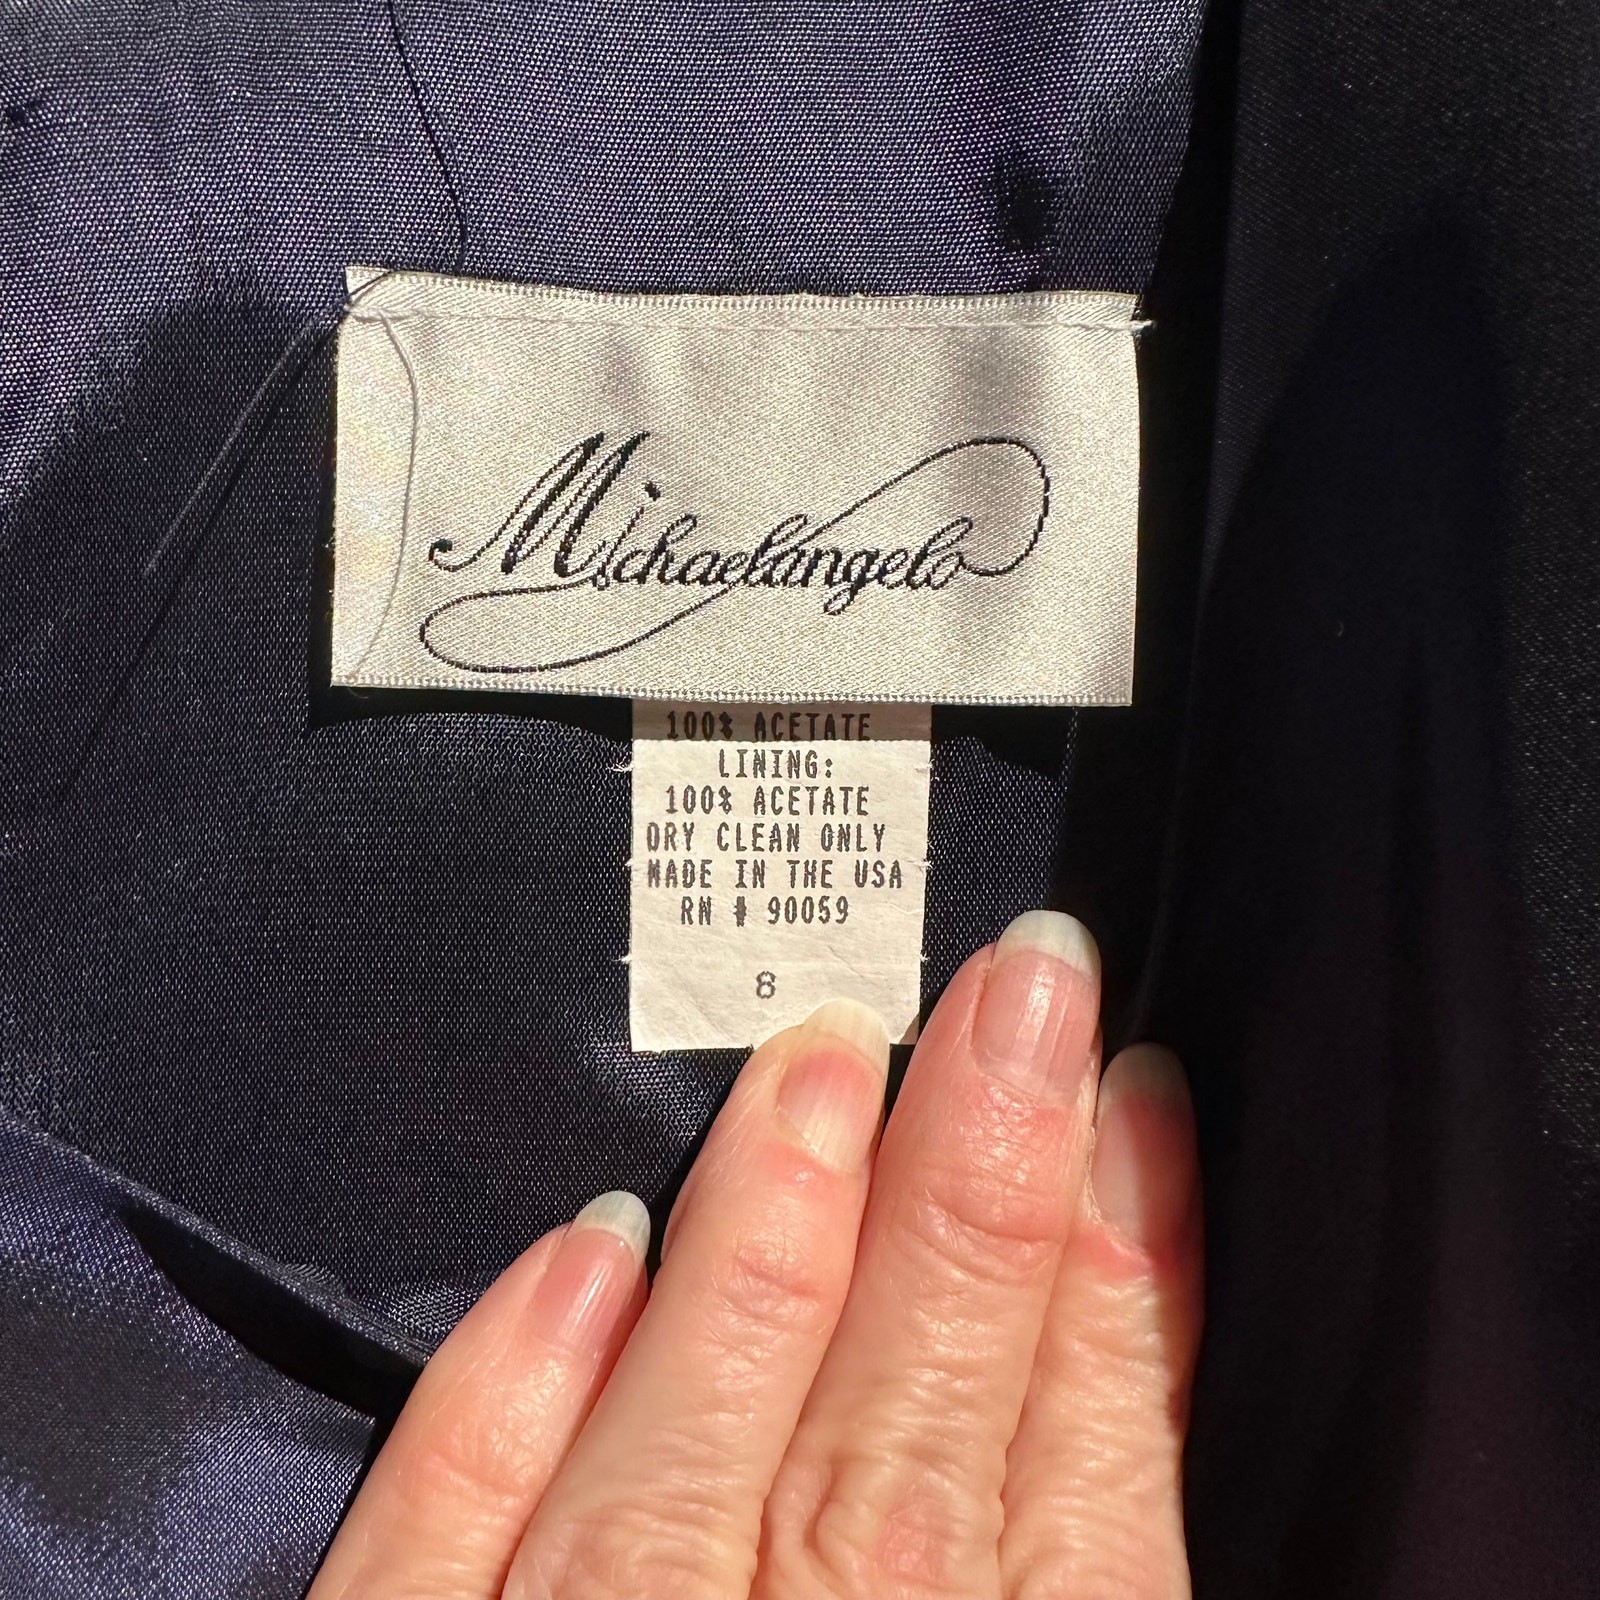 Michaelangelo
100% ACETATE
LINING:
100% ACETATE
DRY CLEAN ONLY
MADE IN THE USA
RN # 90059
8